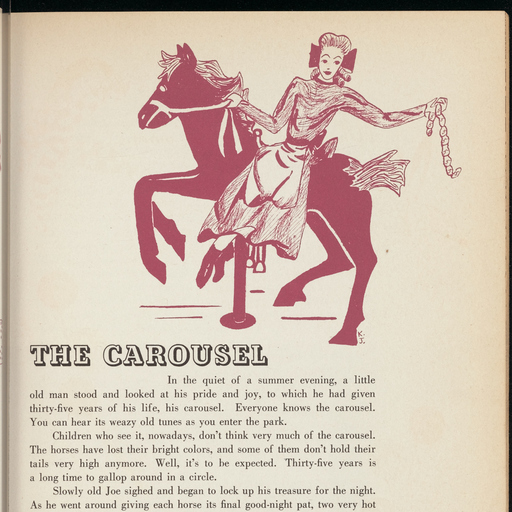 K.
J.
THE CAROUSEL
In the quiet of a summer evening, a little
old man stood and looked at his pride and joy, to which he had given
thirty-five years of his life, his carousel. Everyone knows the carousel.
You can hear its weazy old tunes as you enter the park.
Children who see it, nowadays, don't think very much of the carousel.
The horses have lost their bright colors, and some of them don't hold their
tails very high anymore. Well, it's to be expected. Thirty-five years is
a long time to gallop around in a circle.
Slowly old Joe sighed and began to lock up his treasure for the night.
As he went around giving each horse its final good-night pat, two very hot